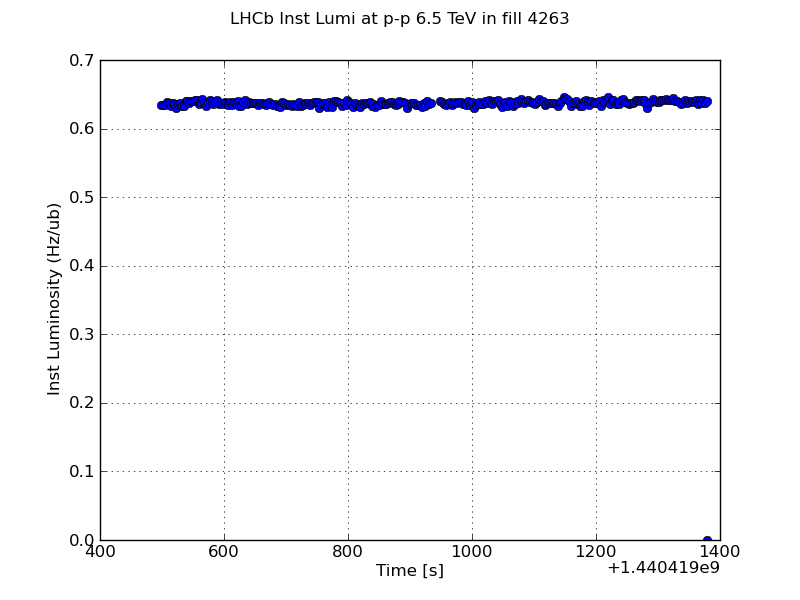 LHCb Inst Lumi at p-p 6.5 TeV in fill 4263
0.7
0.6
0.5
0.4
0.3
0.2
0.1
0.0
Inst Luminosity (Hz/ub)
400 600 800 1000 1200 1400
Time [s]
+1.440419e9